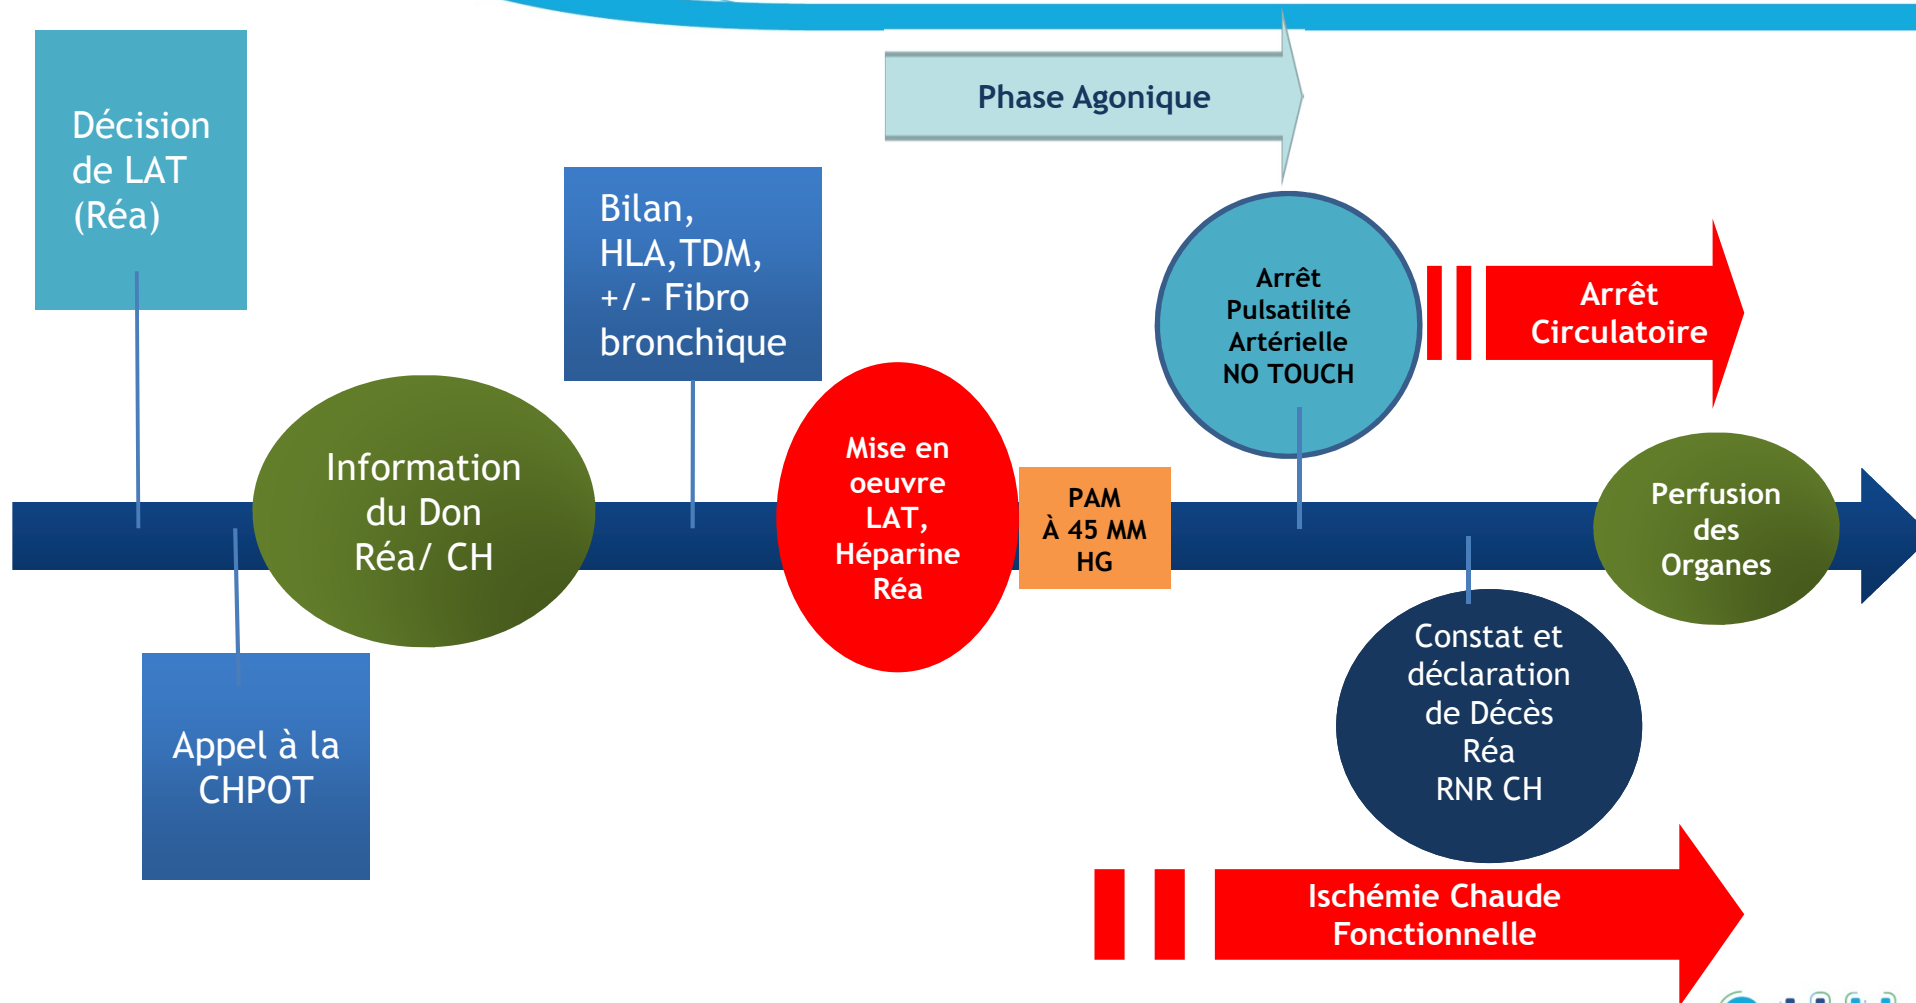 Décision
de LAT
(Réa)
Appel à la
CHPOT
Information
du Don
Réa/ CH
Bilan,
HLA,TDM,
+/- Fibro
bronchique
Mise en
oeuvre
LAT,
Héparine
Réa
Phase Agonique
PAM
À 45 MM
HG
Arrêt
Pulsatilité
Artérielle
NO TOUCH
Arrêt
Circulatoire
Constat et
déclaration
de Décès
Réa
RNR CH
Perfusion
des
Organes
Ischémie Chaude
Fonctionnelle